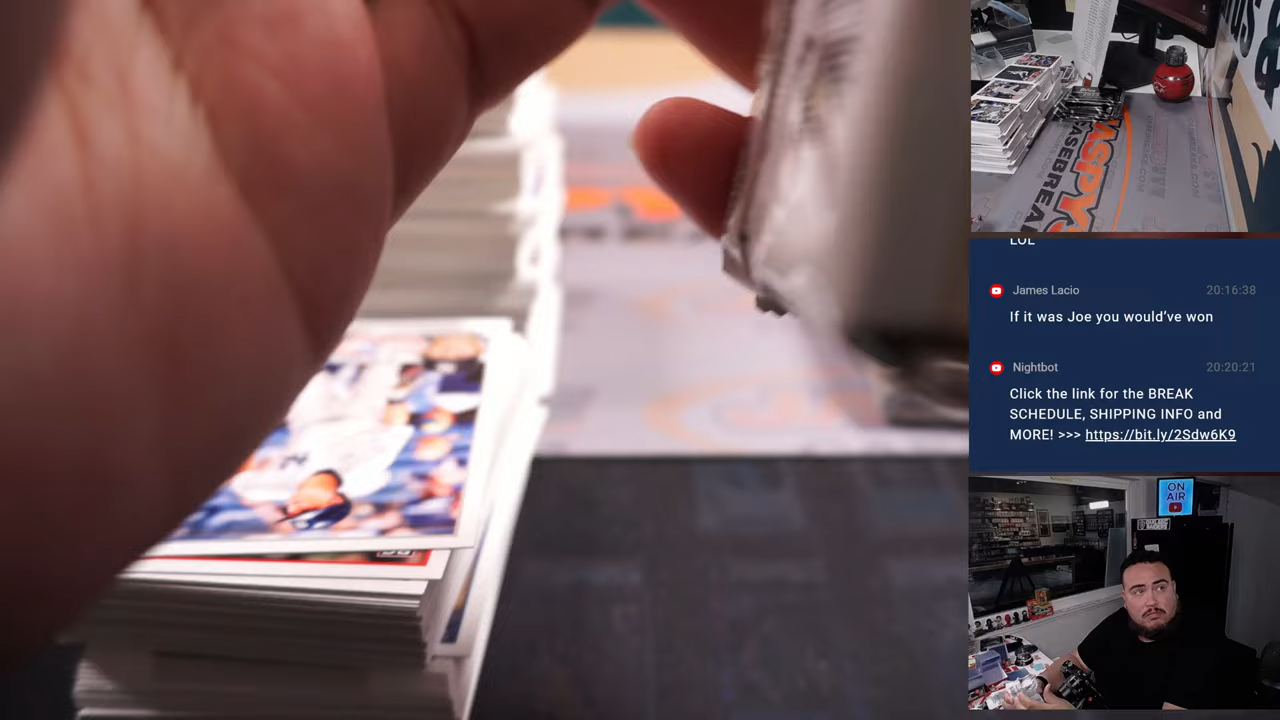 LOL
James Lacio 20:16:38
If it was Joe you would've won
Nightbot 20:20:21
Click the link for the BREAK
SCHEDULE, SHIPPING INFO and
MORE! >>> https://bit.ly/2Sdw6K9
ON
AIR